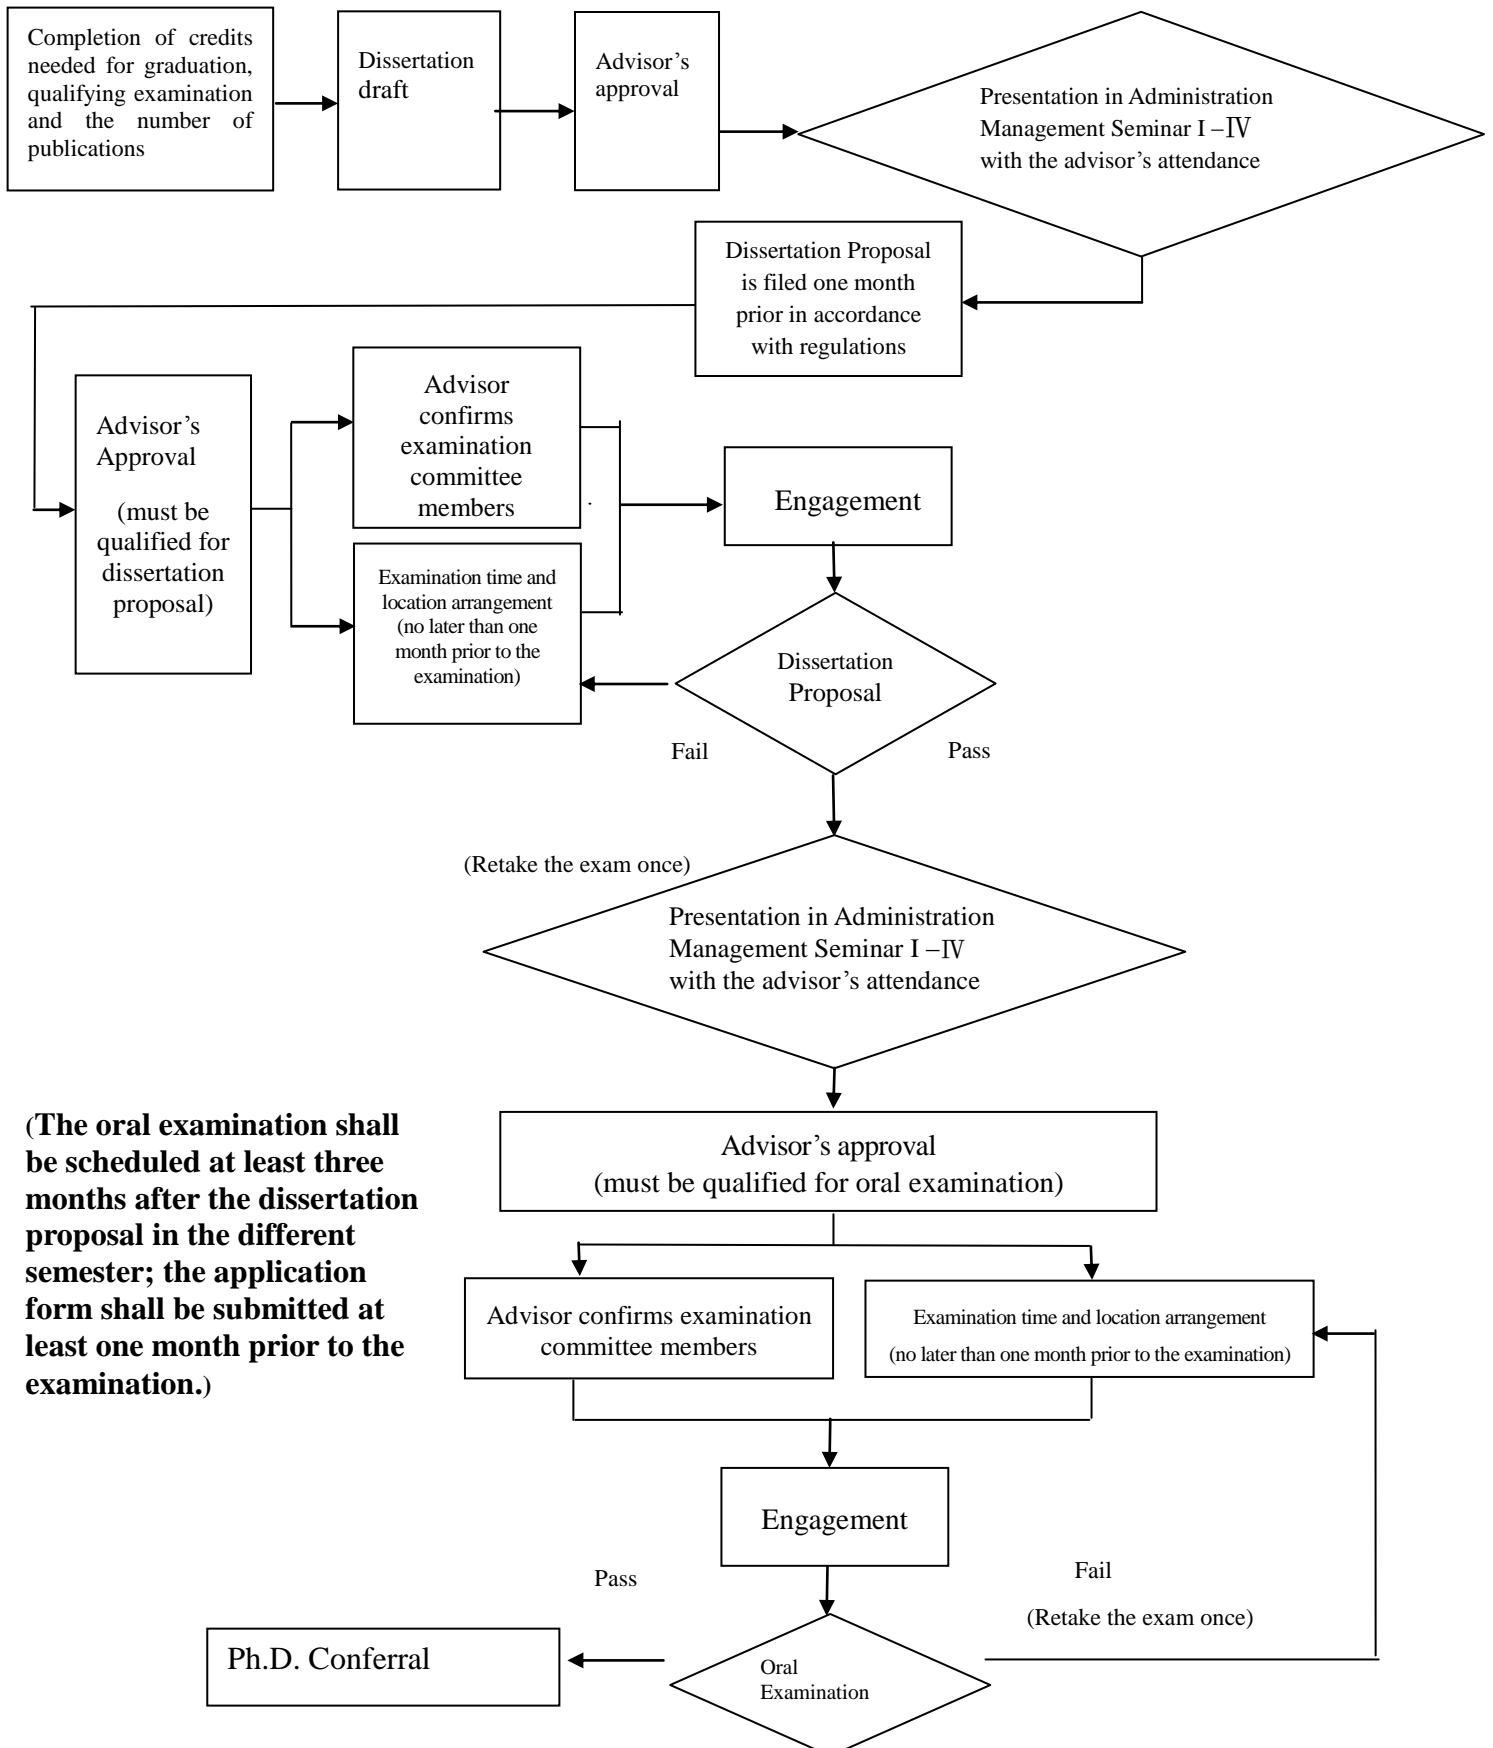 Completion of credits
needed for graduation,
qualifying examination
and the number of
publications
Dissertation
draft
Advisor’s
approval
Presentation in Administration
Management Seminar I –Ⅳ
with the advisor’s attendance
Dissertation Proposal
is filed one month
prior in accordance
with regulations
Advisor’s
Approval
(must be
qualified for
dissertation
proposal)
Advisor
confirms
examination
committee
members
.
Examination time and
location arrangement
(no later than one
month prior to the
examination)
Engagement
Dissertation
Proposal
Fail
Pass
(Retake the exam once)
Presentation in Administration
Management Seminar I –Ⅳ
with the advisor’s attendance
(The oral examination shall
be scheduled at least three
months after the dissertation
proposal in the different
semester; the application
form shall be submitted at
least one month prior to the
examination.)
Advisor’s approval
(must be qualified for oral examination)
Advisor confirms examination
committee members
Examination time and location arrangement
(no later than one month prior to the examination)
Engagement
Pass
Fail
(Retake the exam once)
Ph.D. Conferral
Oral
Examination